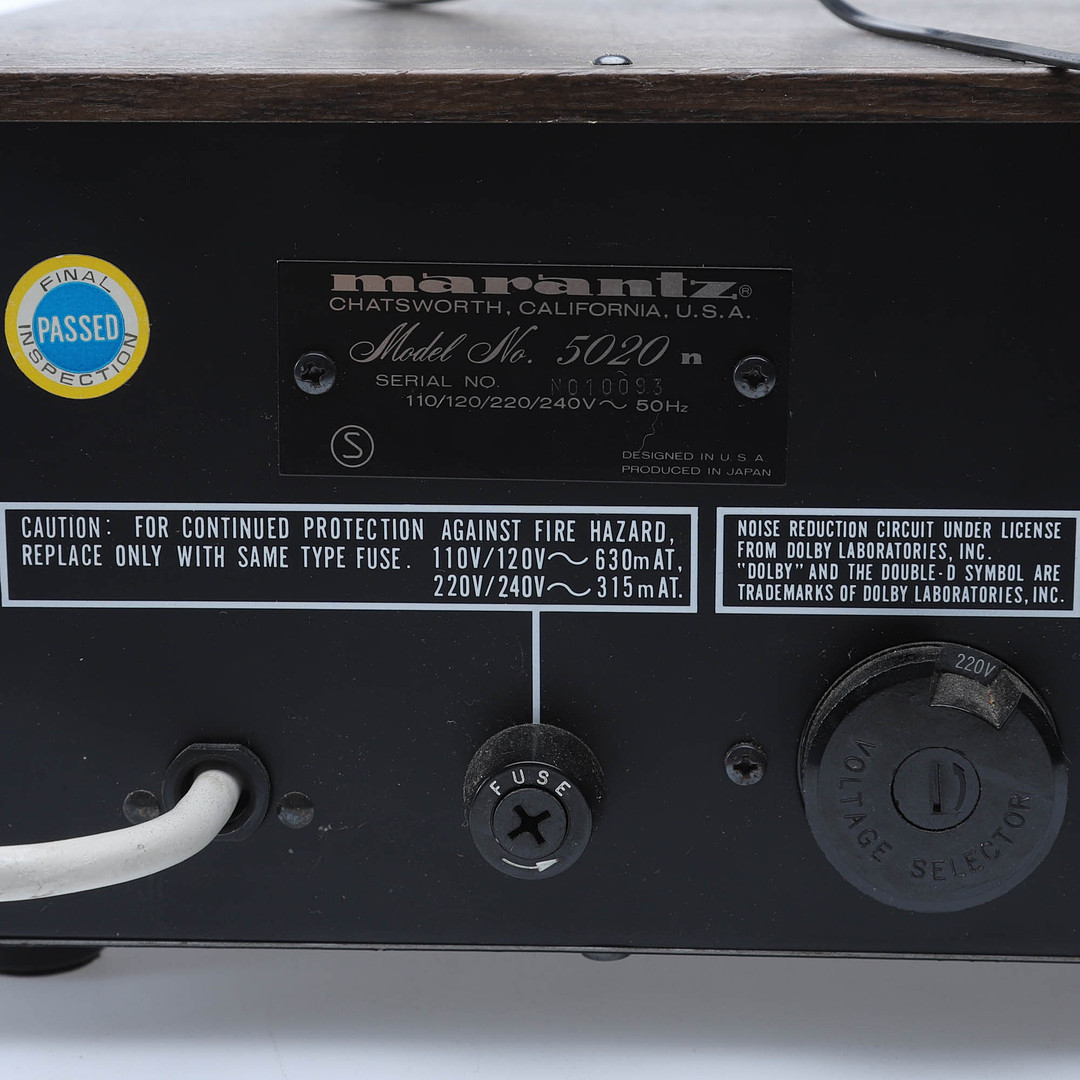 FINAL
PASSED
INSPECTION
marantz®
CHATSWORTH, CALIFORNIA, U.S.A.
Model No. 5020 n
SERIAL NO. N010093
110/120/220/240V~ 50Hz
S
DESIGNED IN U S A
PRODUCED IN JAPAN
CAUTION: FOR CONTINUED PROTECTION AGAINST FIRE HAZARD,
REPLACE ONLY WITH SAME TYPE FUSE. 110V/120V~630mAT,
220V/240V~315mAT.
NOISE REDUCTION CIRCUIT UNDER LICENSE
FROM DOLBY LABORATORIES, INC.
"DOLBY" AND THE DOUBLE-D SYMBOL ARE
TRADEMARKS OF DOLBY LABORATORIES, INC.
220V
FUSE
VOLTAGE SELECTOR